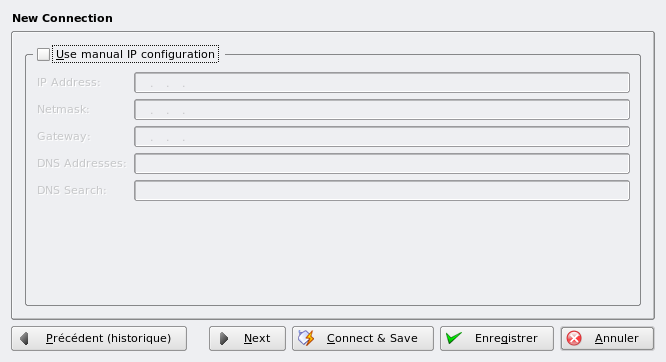 New Connection
Use manual IP configuration
IP Address: . . .
Netmask: . . .
Gateway: . . .
DNS Addresses:
DNS Search:
Précédent (historique) Next Connect & Save Enregistrer Annuler